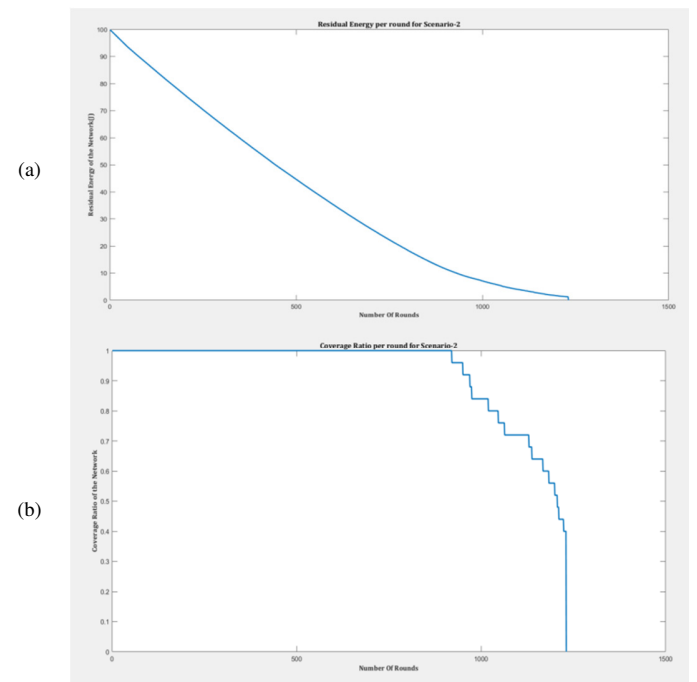 Residual Energy per round for Scenario-2
100
90
80
70
60
50
40
30
20
10
0
Residual Energy of the Network(J)
0 500 1000 1500
Number Of Rounds
(a)
Coverage Ratio per round for Scenario-2
1
0.9
0.8
0.7
0.6
0.5
0.4
0.3
0.2
0.1
0
Coverage Ratio of the Network
0 500 1000 1500
Number Of Rounds
(b)